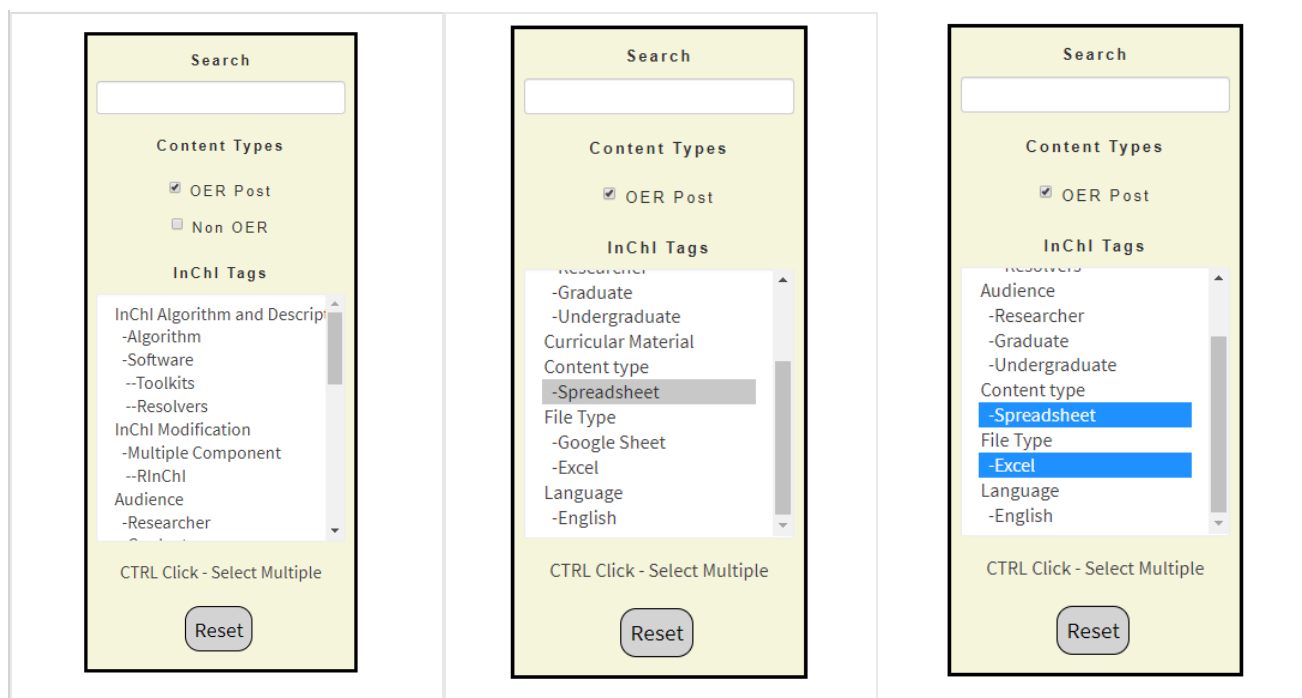 Search
Content Types
OER Post
Non OER
InChI Tags
InChI Algorithm and Descript
-Algorithm
-Software
--Toolkits
--Resolvers
InChI Modification
-Multiple Component
--RInChI
Audience
-Researcher
CTRL Click - Select Multiple
Reset
Search
Content Types
OER Post
InChI Tags
-Researcher
-Graduate
-Undergraduate
Curricular Material
Content type
-Spreadsheet
File Type
-Google Sheet
-Excel
Language
-English
CTRL Click - Select Multiple
Reset
Search
Content Types
OER Post
InChI Tags
--Resolvers
Audience
-Researcher
-Graduate
-Undergraduate
Content type
-Spreadsheet
File Type
-Excel
Language
-English
CTRL Click - Select Multiple
Reset